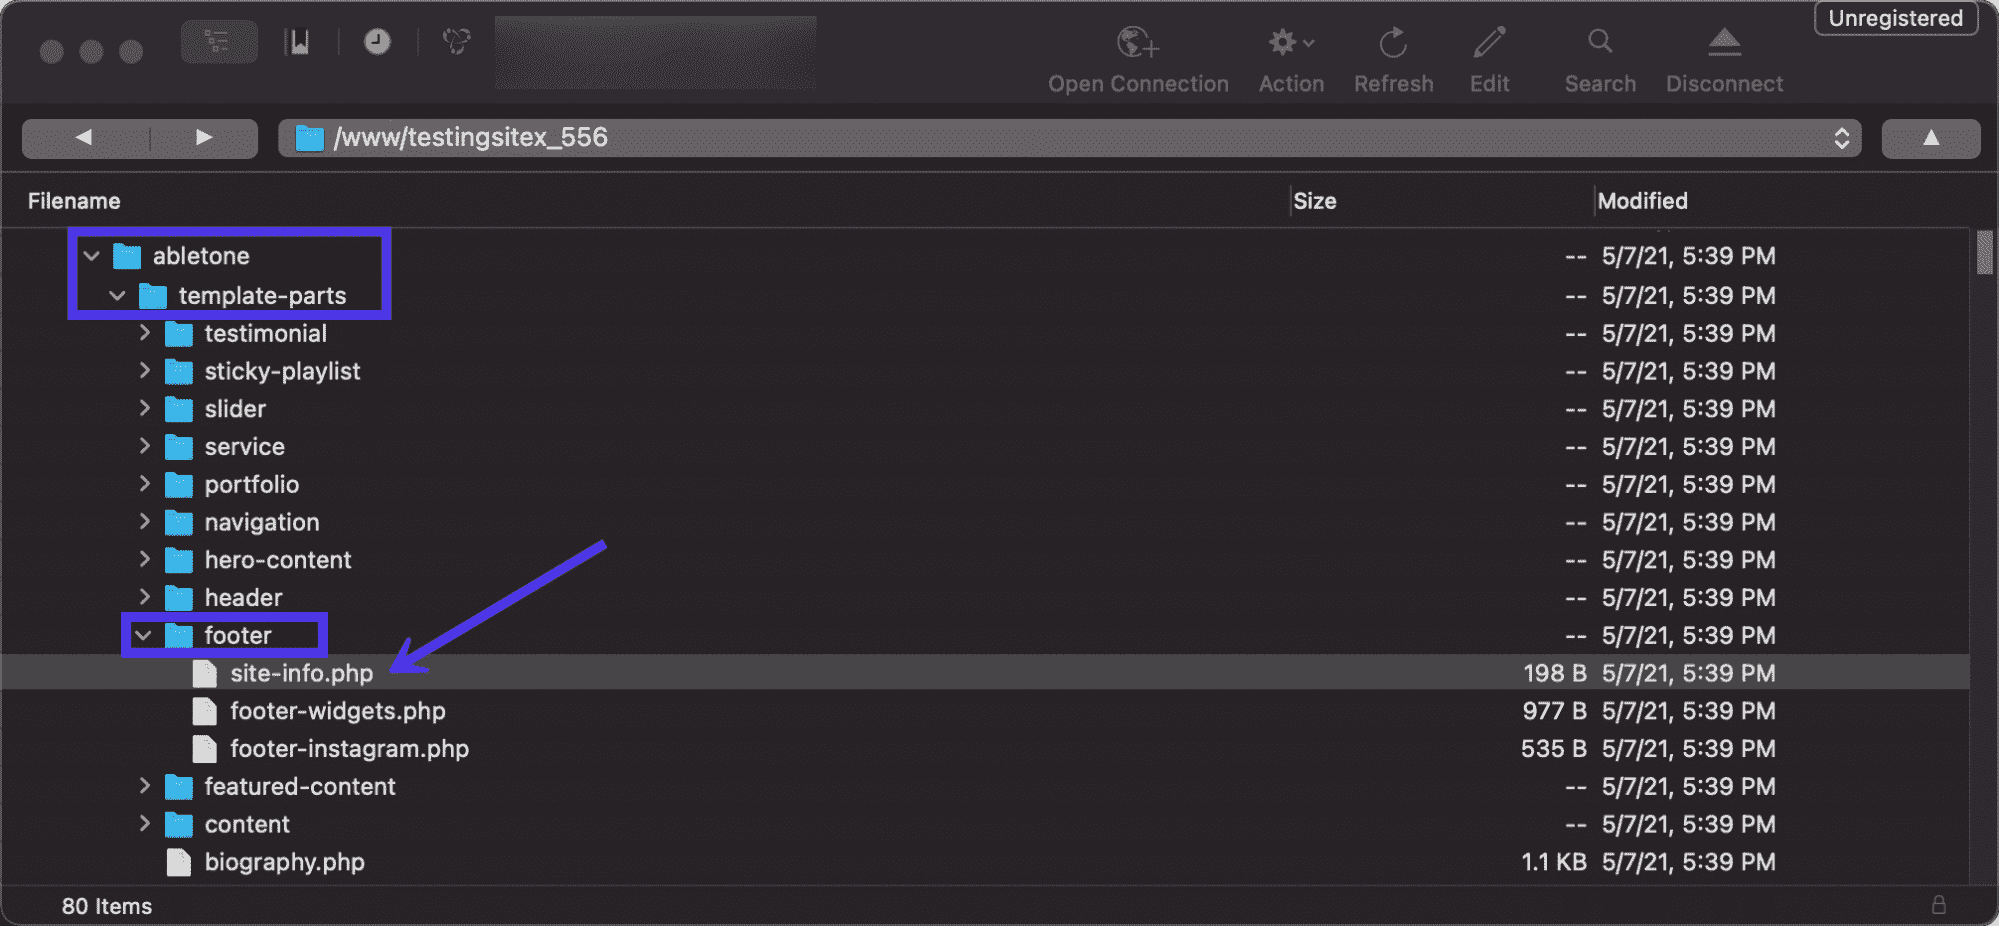 Unregistered
Open Connection Action Refresh Edit Search Disconnect
/www/testingsitex_556
Filename Size Modified
abletone -- 5/7/21, 5:39 PM
template-parts -- 5/7/21, 5:39 PM
testimonial -- 5/7/21, 5:39 PM
sticky-playlist -- 5/7/21, 5:39 PM
slider -- 5/7/21, 5:39 PM
service -- 5/7/21, 5:39 PM
portfolio -- 5/7/21, 5:39 PM
navigation -- 5/7/21, 5:39 PM
hero-content -- 5/7/21, 5:39 PM
header -- 5/7/21, 5:39 PM
footer -- 5/7/21, 5:39 PM
site-info.php 198 B 5/7/21, 5:39 PM
footer-widgets.php 977 B 5/7/21, 5:39 PM
footer-instagram.php 535 B 5/7/21, 5:39 PM
featured-content -- 5/7/21, 5:39 PM
content -- 5/7/21, 5:39 PM
biography.php 1.1 KB 5/7/21, 5:39 PM
80 Items